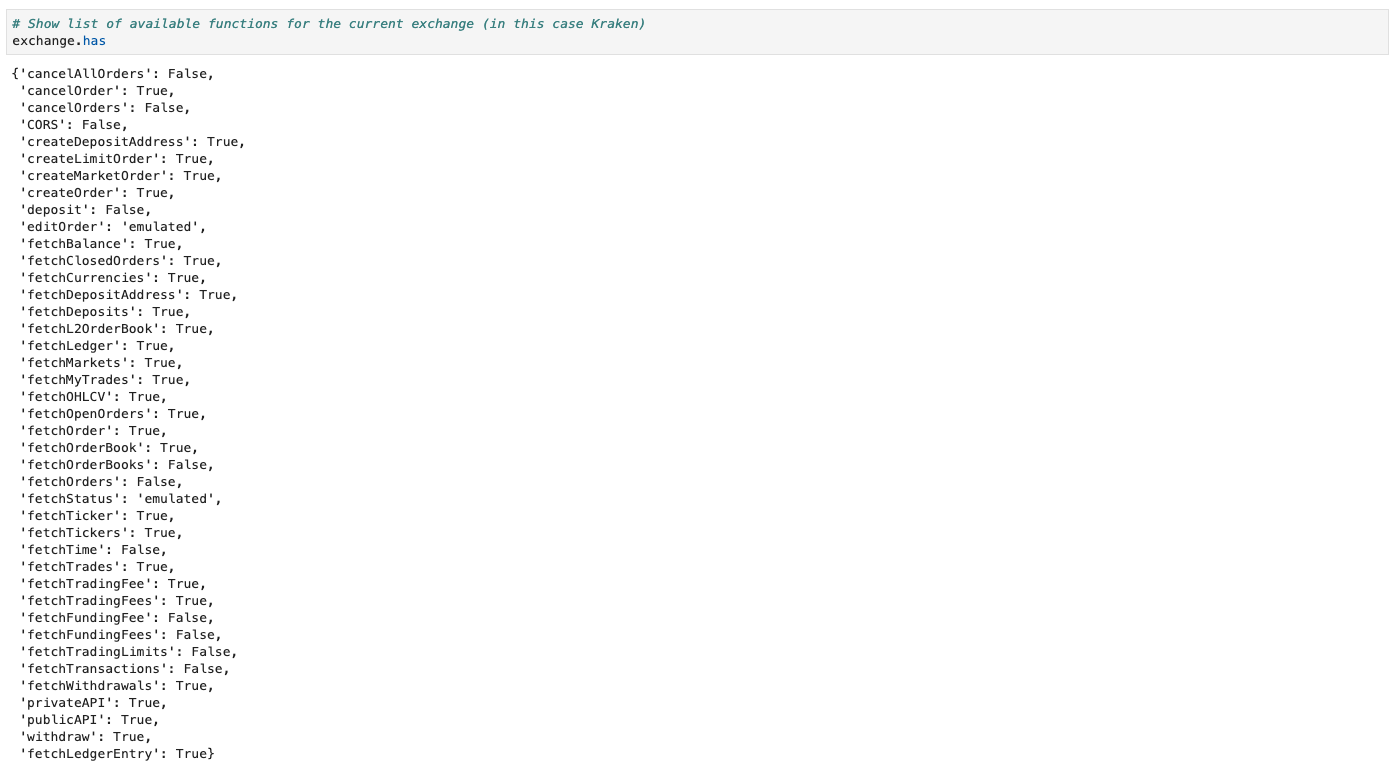 # Show list of available functions for the current exchange (in this case Kraken)
exchange.has
{'cancelAllOrders': False,
 'cancelOrder': True,
 'cancelOrders': False,
 'CORS': False,
 'createDepositAddress': True,
 'createLimitOrder': True,
 'createMarketOrder': True,
 'createOrder': True,
 'deposit': False,
 'editOrder': 'emulated',
 'fetchBalance': True,
 'fetchClosedOrders': True,
 'fetchCurrencies': True,
 'fetchDepositAddress': True,
 'fetchDeposits': True,
 'fetchL2OrderBook': True,
 'fetchLedger': True,
 'fetchMarkets': True,
 'fetchMyTrades': True,
 'fetchOHLCV': True,
 'fetchOpenOrders': True,
 'fetchOrder': True,
 'fetchOrderBook': True,
 'fetchOrderBooks': False,
 'fetchOrders': False,
 'fetchStatus': 'emulated',
 'fetchTicker': True,
 'fetchTickers': True,
 'fetchTime': False,
 'fetchTrades': True,
 'fetchTradingFee': True,
 'fetchTradingFees': True,
 'fetchFundingFee': False,
 'fetchFundingFees': False,
 'fetchTradingLimits': False,
 'fetchTransactions': False,
 'fetchWithdrawals': True,
 'privateAPI': True,
 'publicAPI': True,
 'withdraw': True,
 'fetchLedgerEntry': True}